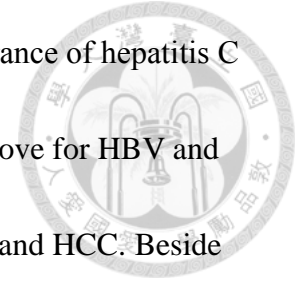 ance of hepatitis C
ove for HBV and
and HCC. Beside